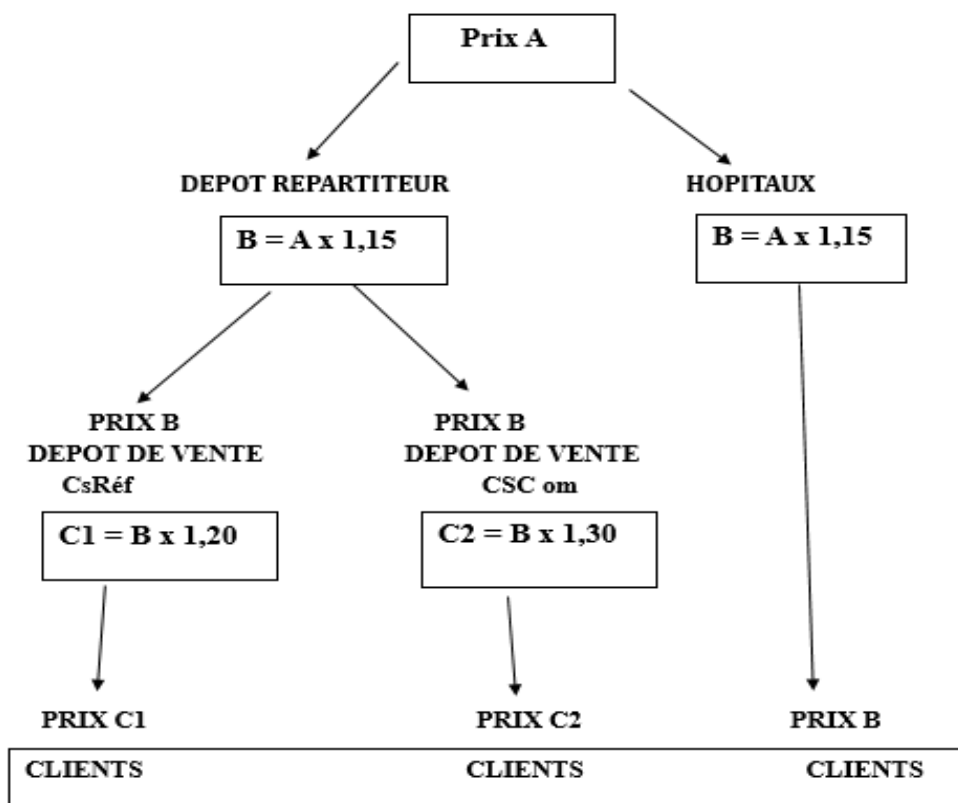 Prix A
DEPOT REPARTITEUR
HOPITAUX
B = A x 1,15
B = A x 1,15
PRIX B
PRIX B
DEPOT DE VENTE
DEPOT DE VENTE
CsRéf
CSC om
C1 = B x 1,20
C2 = B x 1,30
PRIX C1
PRIX C2
PRIX B
CLIENTS
CLIENTS
CLIENTS